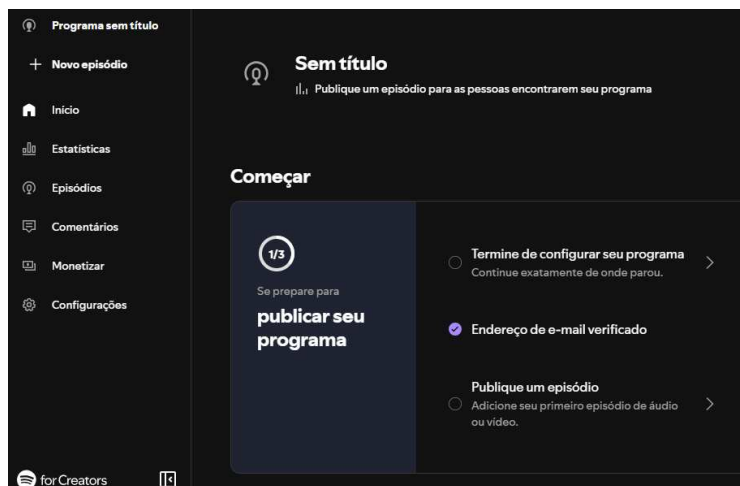 Programa sem título
Novo episódio
Início
Estatísticas
Episódios
Comentários
Monetizar
Configurações
for Creators
Sem título
Publique um episódio para as pessoas encontrarem seu programa
Começar
1/3
Se prepare para
publicar seu
programa
Termine de configurar seu programa
Continue exatamente de onde parou.
Endereço de e-mail verificado
Publique um episódio
Adicione seu primeiro episódio de áudio
ou vídeo.